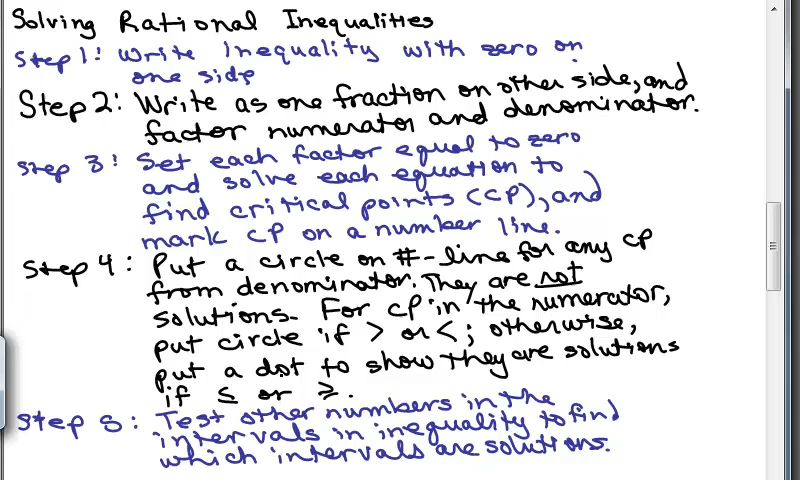 Solving Rational Inequalities
Step 1: Write Inequality with zero on
one side
Step 2: Write as one fraction on other side, and
factor numerator and denominator.
Step 3: Set each factor equal to zero
and solve each equation to
find critical points (CP), and
mark CP on a number line.
Step 4: Put a circle on #-line for any CP
from denominator. They are not
solutions. For CP in the numerator,
put circle if > or <; otherwise,
put a dot to show they are solutions
if ≤ or ≥.
Step 5: Test other numbers in the
intervals in inequality to find
which intervals are solutions.